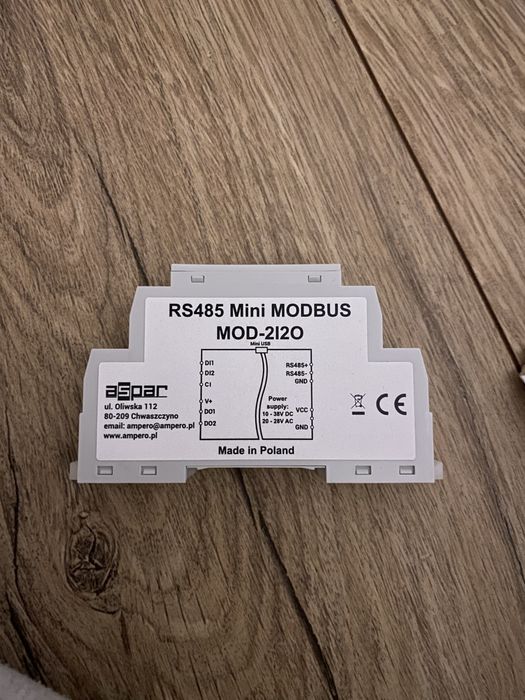 RS485 Mini MODBUS
MOD-2I2O
Mini USB
DI1
DI2
CI
V+
DO1
DO2
RS485+
RS485-
GND
Power
supply:
10 - 38V DC
20 - 28V AC
VCC
GND
aspar
ul. Oliwska 112
80-209 Chwaszczyno
email: ampero@ampero.pl
www.ampero.pl
CE
Made in Poland